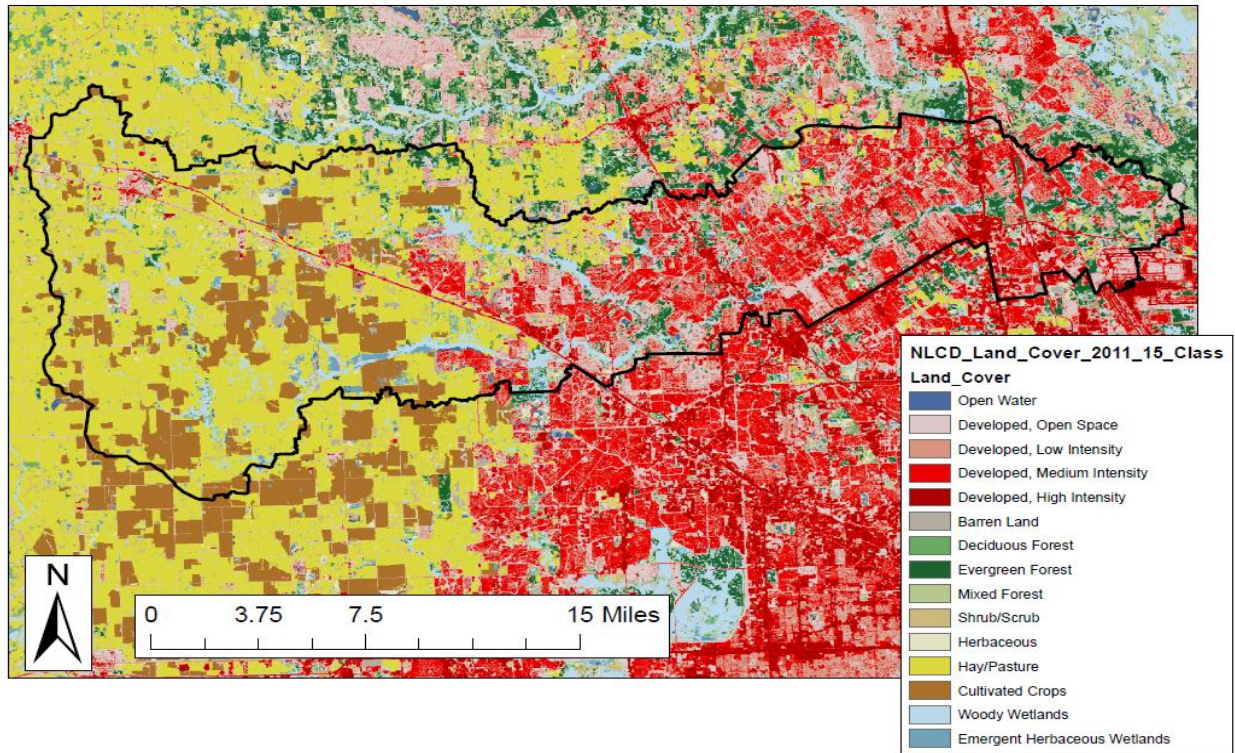 NLCD_Land_Cover_2011_15_Class
Land_Cover
Open Water
Developed, Open Space
Developed, Low Intensity
Developed, Medium Intensity
Developed, High Intensity
Barren Land
Deciduous Forest
Evergreen Forest
Mixed Forest
Shrub/Scrub
Herbaceous
Hay/Pasture
Cultivated Crops
Woody Wetlands
Emergent Herbaceous Wetlands
N
0 3.75 7.5 15 Miles